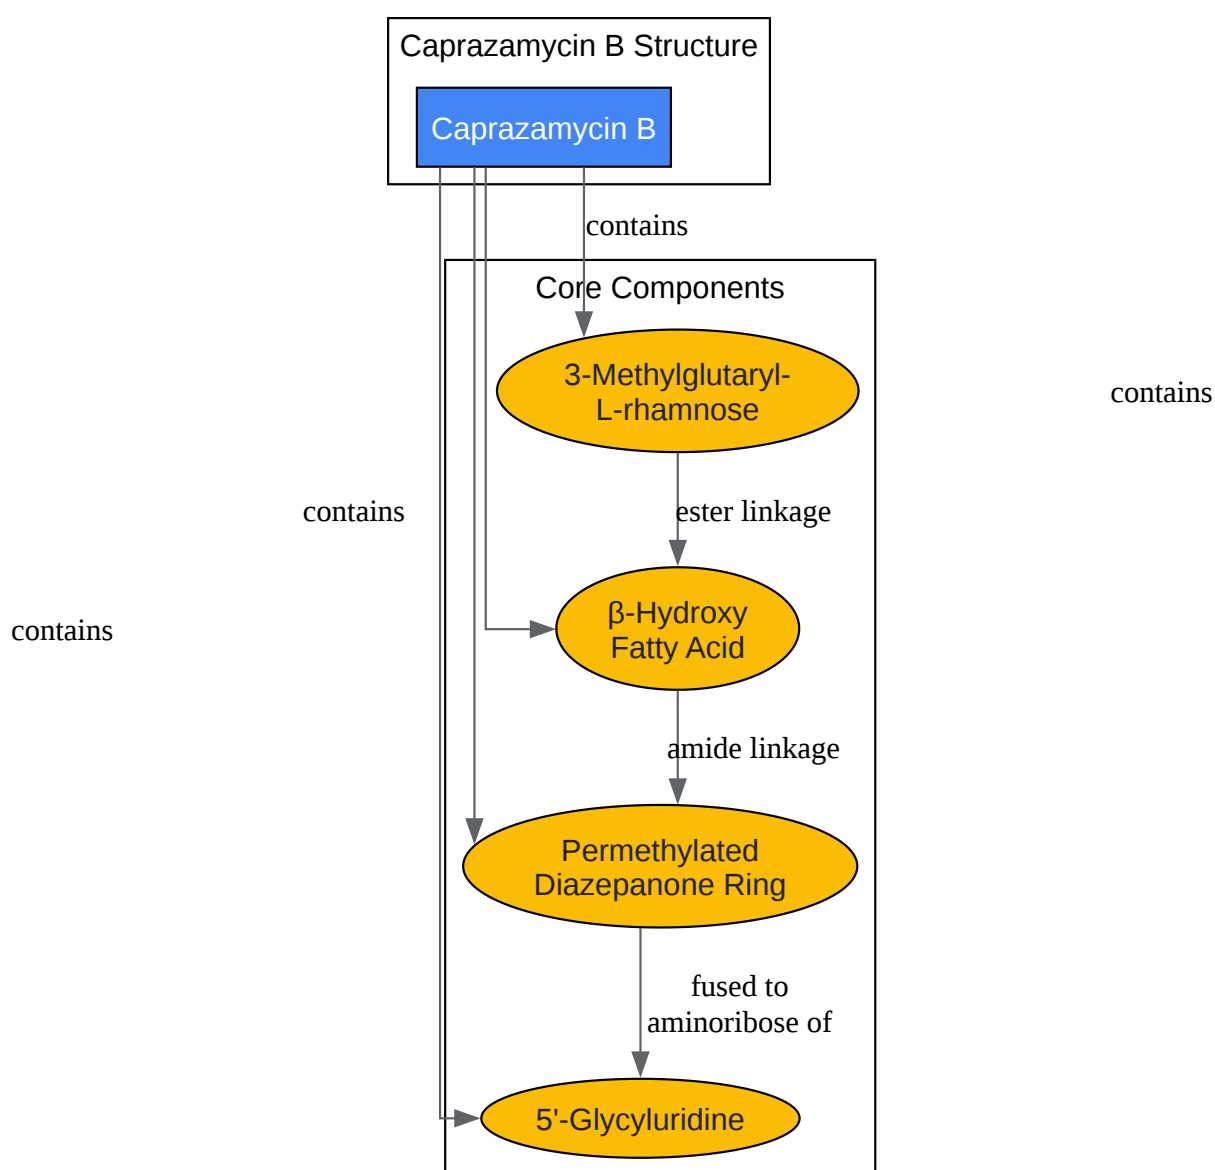 Caprazamycin B Structure
Caprazamycin B
contains
Core Components
3-Methylglutaryl-
L-rhamnose
contains
contains
ester linkage
β-Hydroxy
Fatty Acid
contains
amide linkage
Permethylated
Diazepanone Ring
fused to
aminoribose of
5'-Glycyluridine